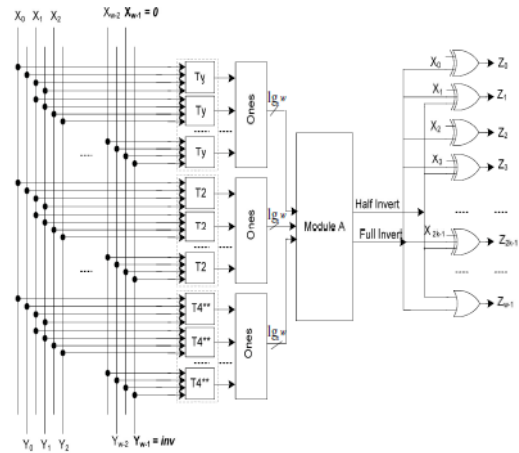 X0 X1 X2 Xw-2 Xw-1 = 0
Ty
Ty
Ty
Ones
lg w
T2
T2
T2
Ones
lg w
T4**
T4**
T4**
Ones
lg w
Module A
Half Invert
Full Invert
X0 Z0
X1 Z1
X2 Z2
X3 Z3
X2k-1 Z2k-1
Zw-1
Y0 Y1 Y2 Yw-2 Yw-1 = inv